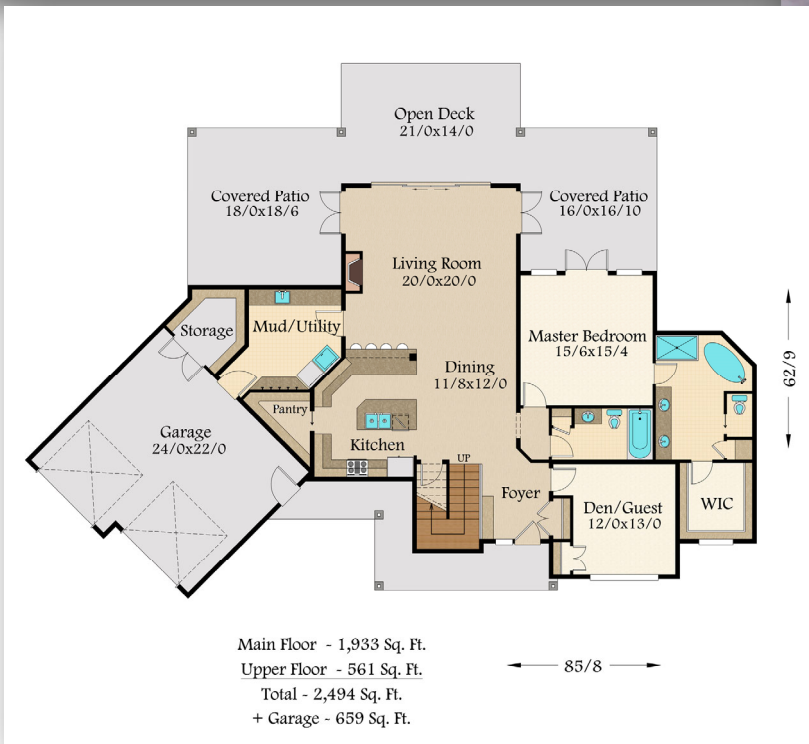 Open Deck
21/0x14/0
Covered Patio
18/0x18/6
Covered Patio
16/0x16/10
Living Room
20/0x20/0
Storage
Mud/Utility
Master Bedroom
15/6x15/4
Dining
11/8x12/0
62/9
Pantry
Garage
24/0x22/0
Kitchen
UP
Foyer
Den/Guest
12/0x13/0
WIC
Main Floor - 1,933 Sq. Ft.
Upper Floor - 561 Sq. Ft.
Total - 2,494 Sq. Ft.
+ Garage - 659 Sq. Ft.
85/8